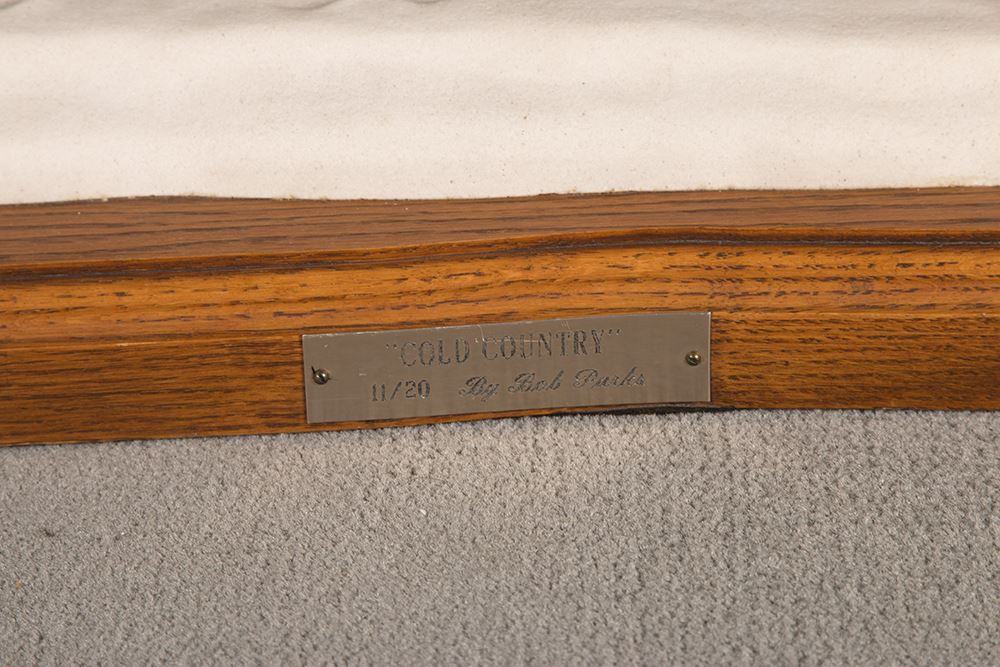 "COLD COUNTRY"
11/20 By Bob Parks